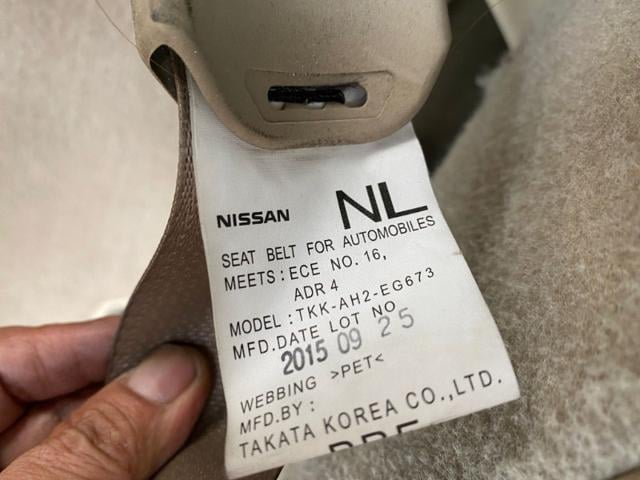 NISSAN NL
SEAT BELT FOR AUTOMOBILES
MEETS : ECE NO. 16,
ADR 4
MODEL : TKK-AH2-EG673
MFD.DATE LOT NO
2015 09 25
WEBBING >PET<
MFD.BY :
TAKATA KOREA CO.,LTD.